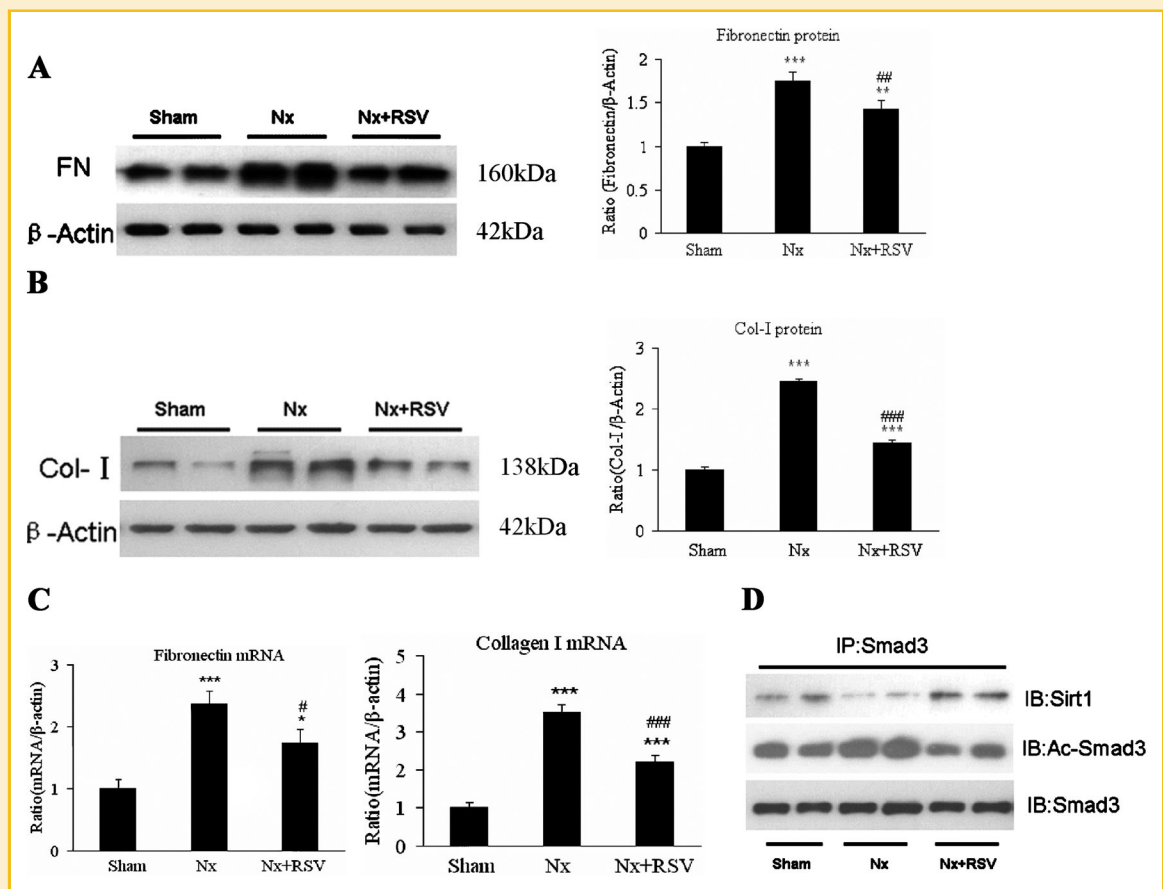 A
Sham Nx Nx+RSV
FN 160kDa
β-Actin 42kDa
Fibronectin protein
Ratio (Fibronectin/β-Actin)
2
1.5
1
0.5
0
***
##
**
Sham Nx Nx+RSV
B
Sham Nx Nx+RSV
Col- I 138kDa
β-Actin 42kDa
Col-I protein
Ratio(Col-I/β-Actin)
3
2
1
0
***
###
***
Sham Nx Nx+RSV
C
Fibronectin mRNA
Ratio(mRNA/β-actin)
3
2
1
0
***
#
*
Sham Nx Nx+RSV
Collagen I mRNA
Ratio(mRNA/β-actin)
5
4
3
2
1
0
***
###
***
Sham Nx Nx+RSV
D
IP:Smad3
IB:Sirt1
IB:Ac-Smad3
IB:Smad3
Sham Nx Nx+RSV